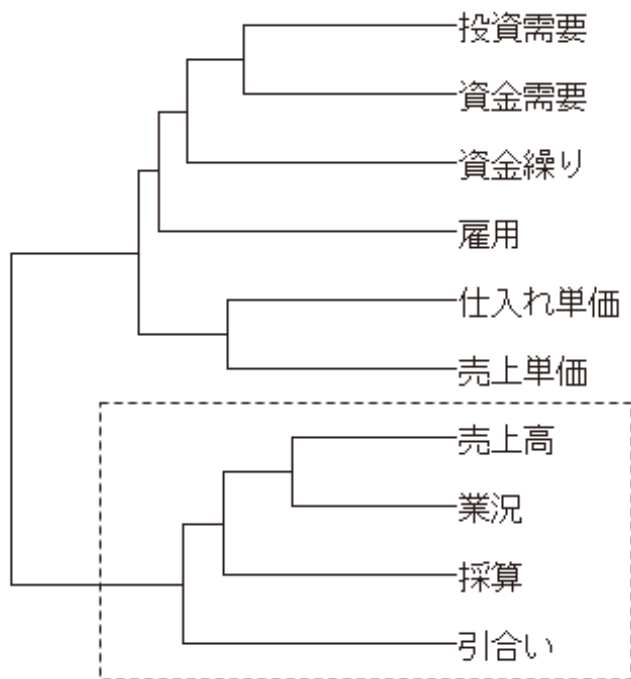 投資需要
資金需要
資金繰り
雇用
仕入れ単価
売上単価
売上高
業況
採算
引合い